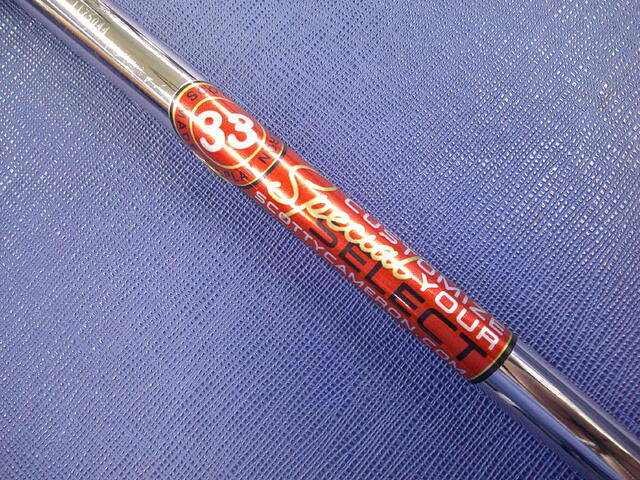 33
Special
SELECT
CUSTOMIZE
YOUR
SCOTTYCAMERON.COM